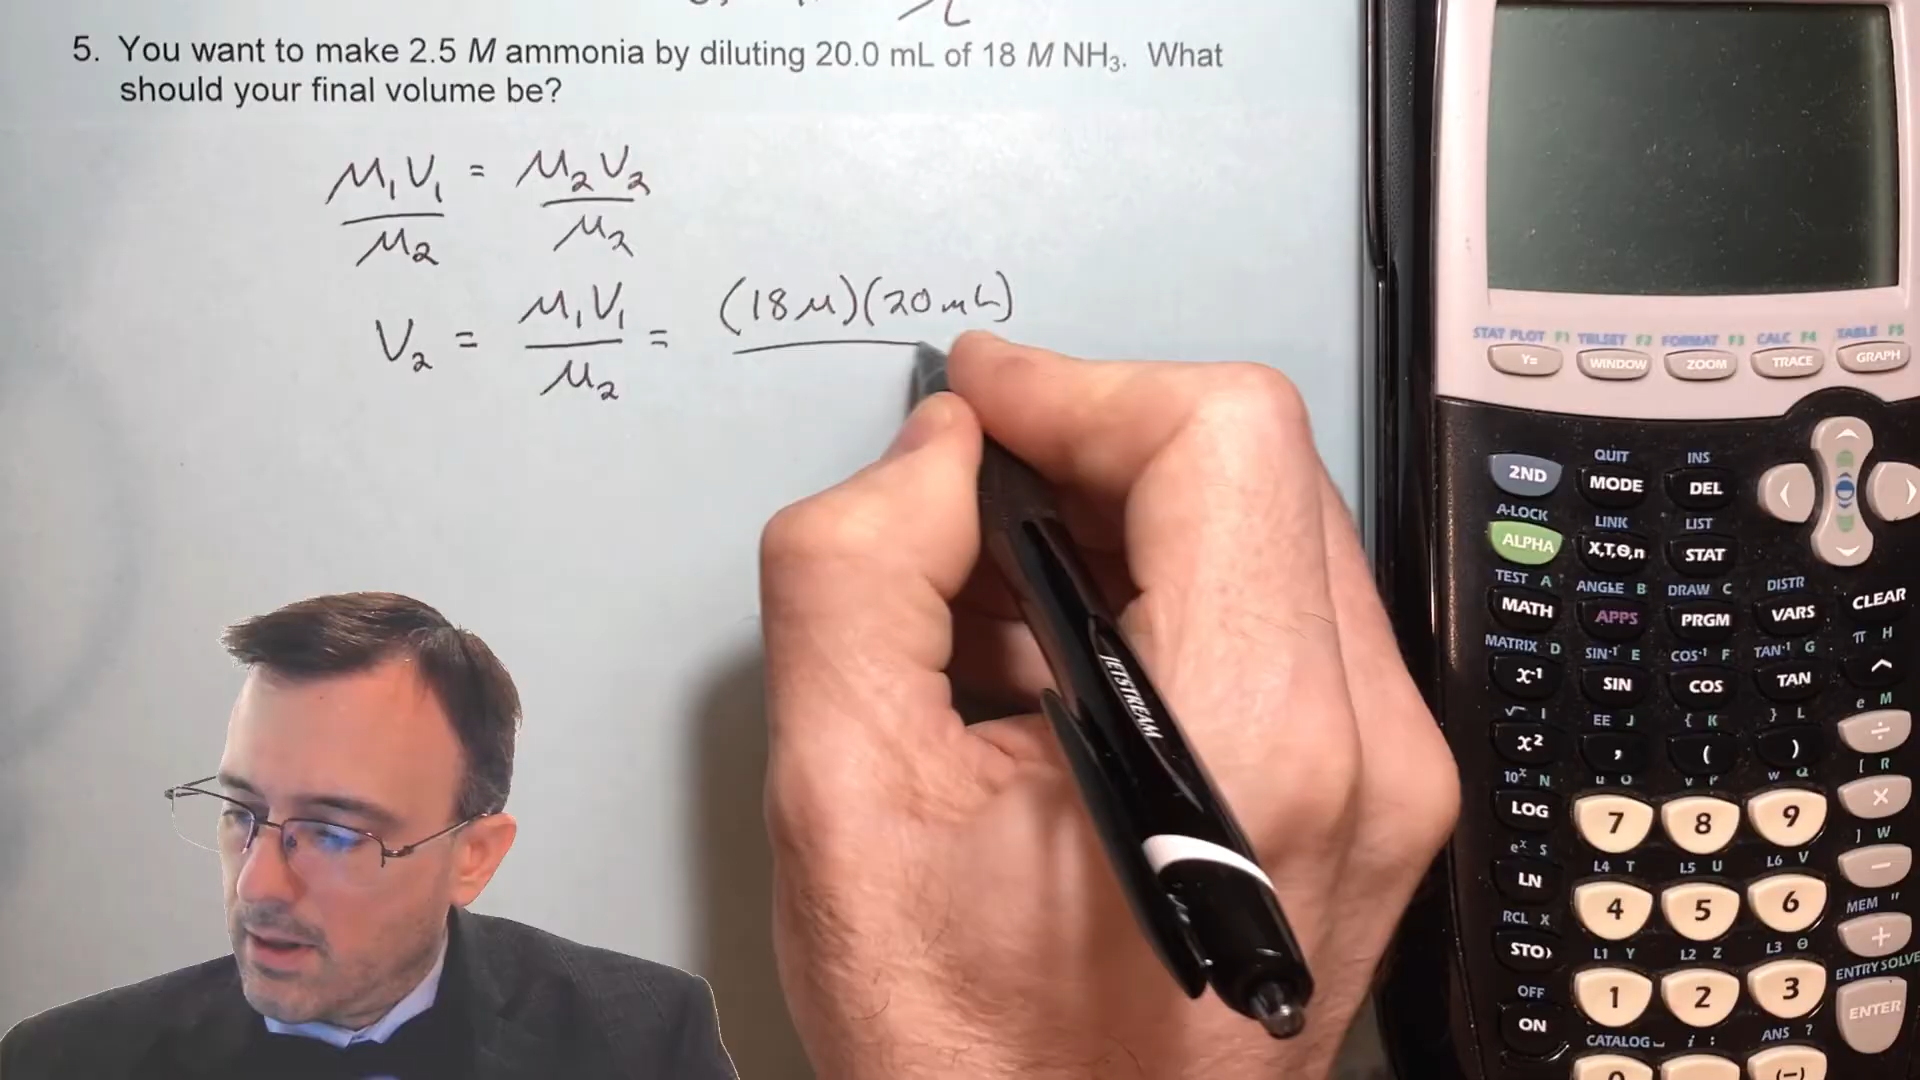 5. You want to make 2.5 M ammonia by diluting 20.0 mL of 18 M NH₃. What
should your final volume be?
M₁V₁ = M₂V₂
M₂ M₂
V₂ = M₁V₁ = (18M)(20mL)
M₂
JETSTREAM
STAT PLOT F1 TBLSET F2 FORMAT F3 CALC F4 TABLE F5
Y= WINDOW ZOOM TRACE GRAPH
QUIT INS
2ND MODE DEL
A-LOCK LINK LIST
ALPHA X,T,θ,n STAT
TEST A ANGLE B DRAW C DISTR
MATH APPS PRGM VARS CLEAR
MATRIX D SIN⁻¹ E COS⁻¹ F TAN⁻¹ G π H
x⁻¹ SIN COS TAN ^
√ I EE J { K } L e M
x² , ( ) ÷
10ˣ N u O v P w Q [ R
LOG 7 8 9 ×
eˣ S L4 T L5 U L6 V ] W
LN 4 5 6 −
RCL X L1 Y L2 Z L3 θ MEM "
STO› 1 2 3 +
OFF ENTRY SOLVE
ON ENTER
CATALOG i : ANS ?
0 . (−)